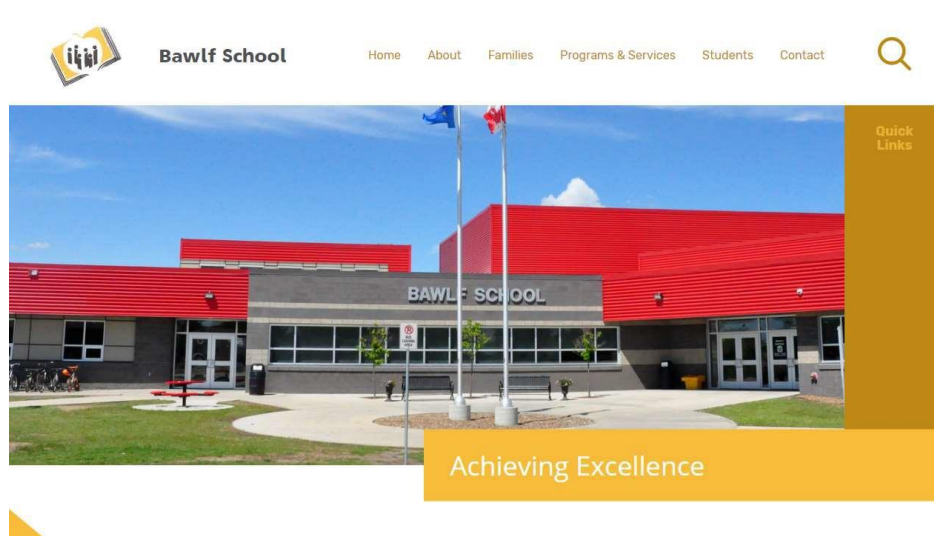 Bawlf School
Home About Families Programs & Services Students Contact
Quick
Links
BAWLF SCHOOL
Achieving Excellence